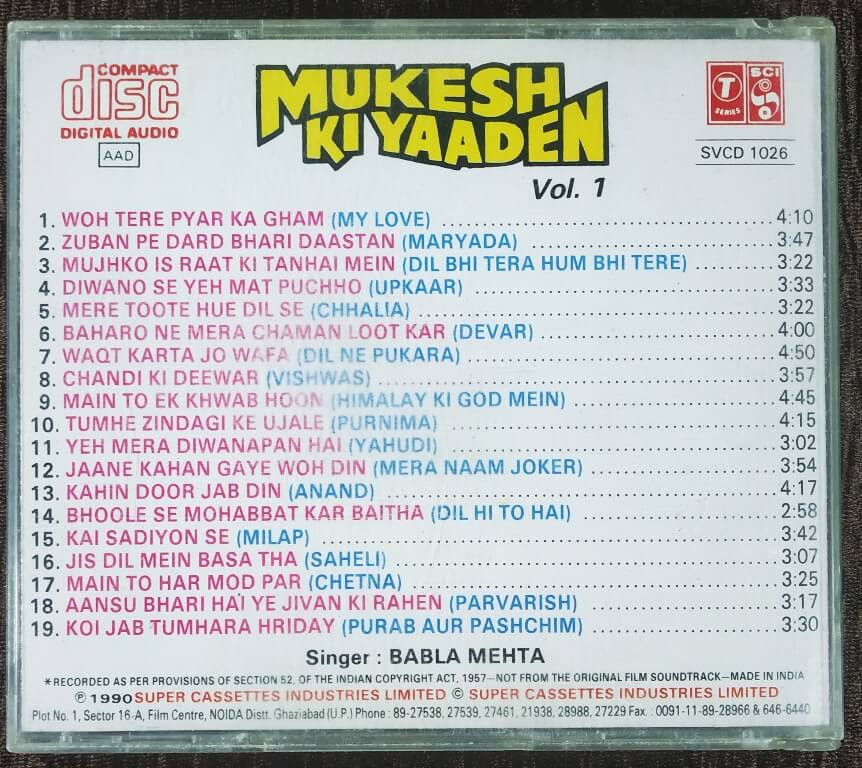 COMPACT
disc
DIGITAL AUDIO
AAD
MUKESH
KI YAADEN
Vol. 1
T
SERIES
SCI
SVCD 1026
1. WOH TERE PYAR KA GHAM (MY LOVE) 4:10
2. ZUBAN PE DARD BHARI DAASTAN (MARYADA) 3:47
3. MUJHKO IS RAAT KI TANHAI MEIN (DIL BHI TERA HUM BHI TERE) 3:22
4. DIWANO SE YEH MAT PUCHHO (UPKAAR) 3:33
5. MERE TOOTE HUE DIL SE (CHHALIA) 3:22
6. BAHARO NE MERA CHAMAN LOOT KAR (DEVAR) 4:00
7. WAQT KARTA JO WAFA (DIL NE PUKARA) 4:50
8. CHANDI KI DEEWAR (VISHWAS) 3:57
9. MAIN TO EK KHWAB HOON (HIMALAY KI GOD MEIN) 4:45
10. TUMHE ZINDAGI KE UJALE (PURNIMA) 4:15
11. YEH MERA DIWANAPAN HAI (YAHUDI) 3:02
12. JAANE KAHAN GAYE WOH DIN (MERA NAAM JOKER) 3:54
13. KAHIN DOOR JAB DIN (ANAND) 4:17
14. BHOOLE SE MOHABBAT KAR BAITHA (DIL HI TO HAI) 2:58
15. KAI SADIYON SE (MILAP) 3:42
16. JIS DIL MEIN BASA THA (SAHELI) 3:07
17. MAIN TO HAR MOD PAR (CHETNA) 3:25
18. AANSU BHARI HAI YE JIVAN KI RAHEN (PARVARISH) 3:17
19. KOI JAB TUMHARA HRIDAY (PURAB AUR PASHCHIM) 3:30
Singer : BABLA MEHTA
*RECORDED AS PER PROVISIONS OF SECTION 52, OF THE INDIAN COPYRIGHT ACT, 1957—NOT FROM THE ORIGINAL FILM SOUNDTRACK—MADE IN INDIA
℗ 1990 SUPER CASSETTES INDUSTRIES LIMITED © SUPER CASSETTES INDUSTRIES LIMITED
Plot No. 1, Sector 16-A, Film Centre, NOIDA Distt. Ghaziabad (U.P.) Phone : 89-27538, 27539, 27461, 21938, 28988, 27229 Fax. : 0091-11-89-28966 & 646-6440